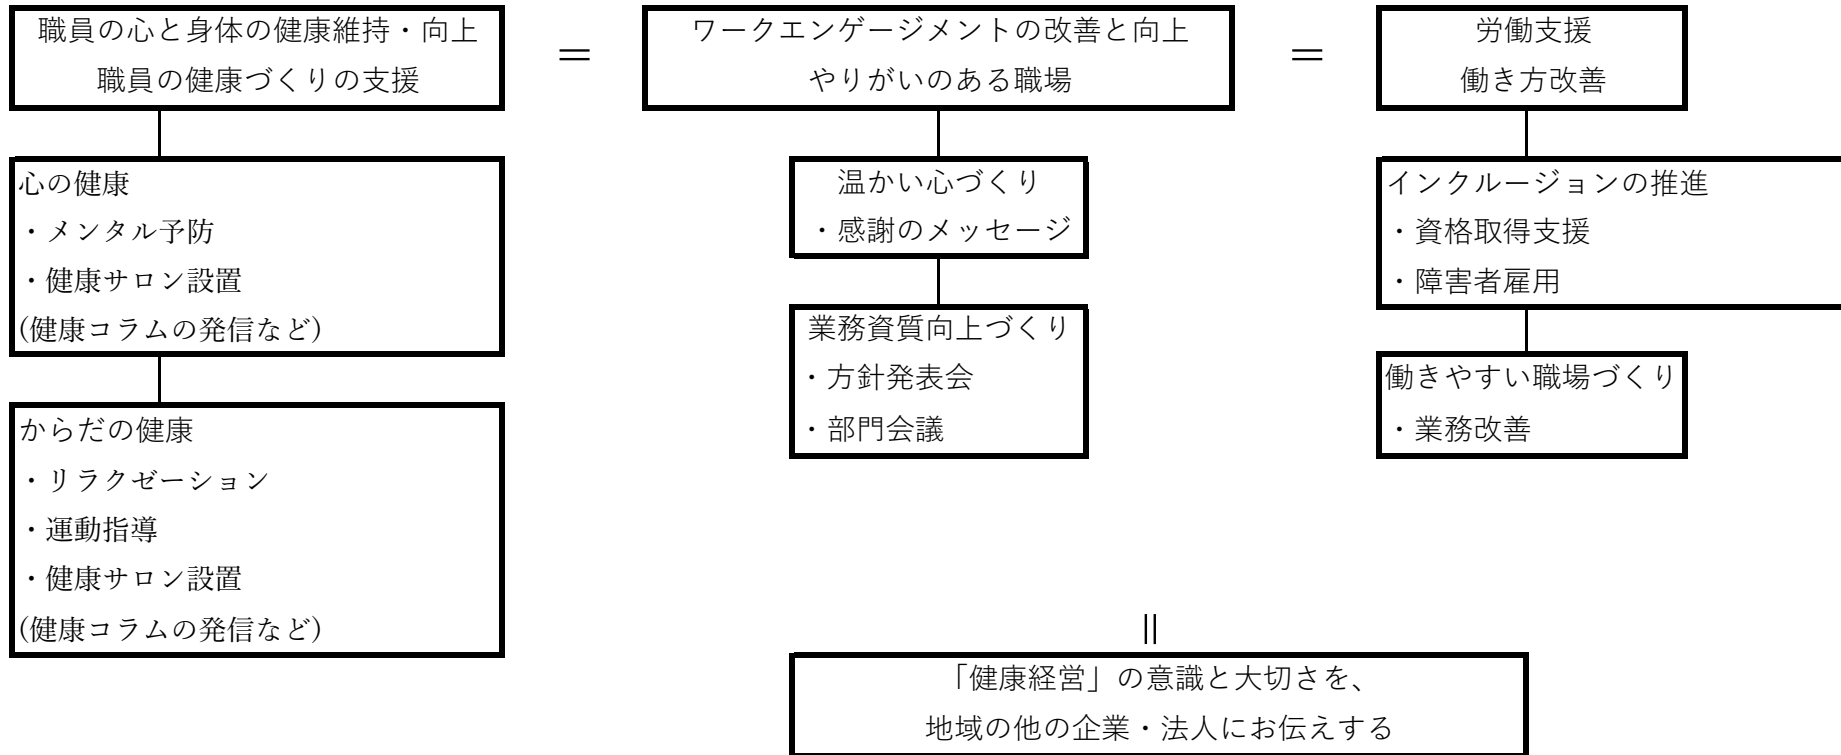 職員の心と身体の健康維持・向上
職員の健康づくりの支援
＝
ワークエンゲージメントの改善と向上
やりがいのある職場
＝
労働支援
働き方改善
心の健康
・メンタル予防
・健康サロン設置
(健康コラムの発信など)
からだの健康
・リラクゼーション
・運動指導
・健康サロン設置
(健康コラムの発信など)
温かい心づくり
・感謝のメッセージ
業務資質向上づくり
・方針発表会
・部門会議
インクルージョンの推進
・資格取得支援
・障害者雇用
働きやすい職場づくり
・業務改善
||
「健康経営」の意識と大切さを、
地域の他の企業・法人にお伝えする